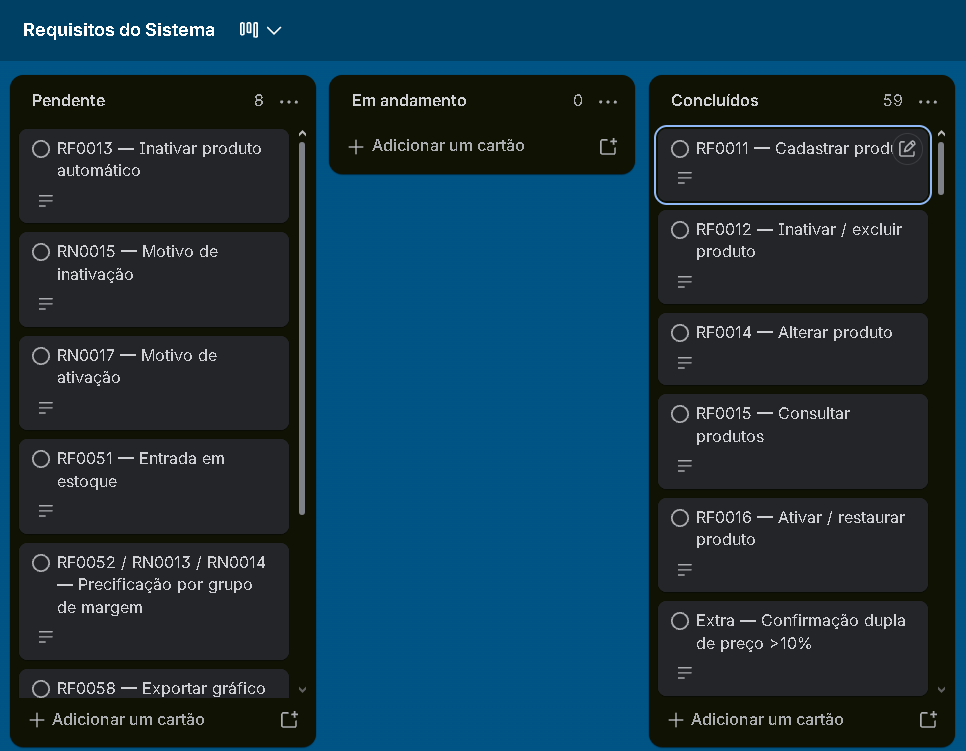 Requisitos do Sistema
Pendente 8
RF0013 — Inativar produto
automático
RN0015 — Motivo de
inativação
RN0017 — Motivo de
ativação
RF0051 — Entrada em
estoque
RF0052 / RN0013 / RN0014
— Precificação por grupo
de margem
RF0058 — Exportar gráfico
Adicionar um cartão
Em andamento 0
Adicionar um cartão
Concluídos 59
RF0011 — Cadastrar produ
RF0012 — Inativar / excluir
produto
RF0014 — Alterar produto
RF0015 — Consultar
produtos
RF0016 — Ativar / restaurar
produto
Extra — Confirmação dupla
de preço >10%
Adicionar um cartão